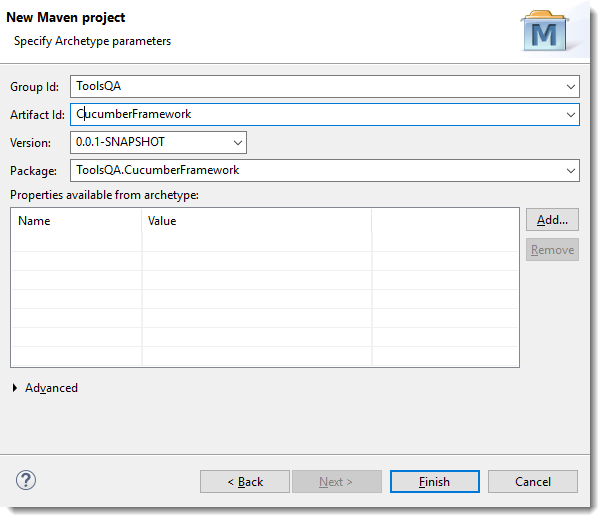 New Maven project
Specify Archetype parameters
M
Group Id: ToolsQA
Artifact Id: CucumberFramework
Version: 0.0.1-SNAPSHOT
Package: ToolsQA.CucumberFramework
Properties available from archetype:
Name Value
Add...
Remove
Advanced
? < Back Next > Finish Cancel